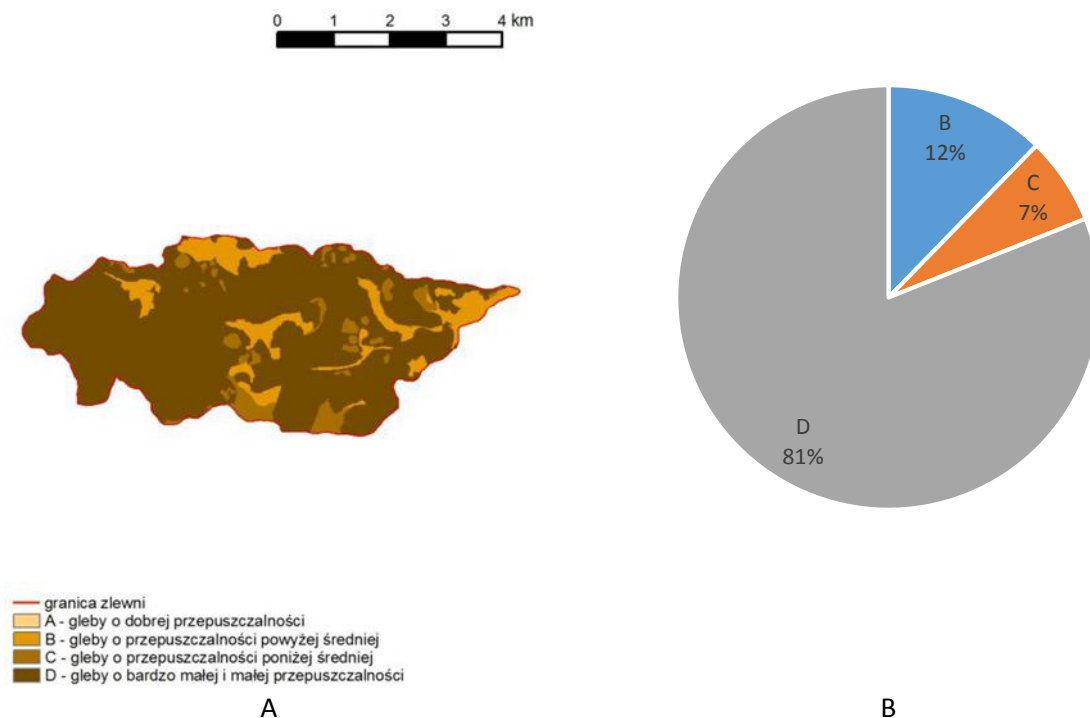 0 1 2 3 4 km
B
12%
C
7%
D
81%
granica zlewni
A - gleby o dobrej przepuszczalności
B - gleby o przepuszczalności powyżej średniej
C - gleby o przepuszczalności poniżej średniej
D - gleby o bardzo małej i małej przepuszczalności
A B